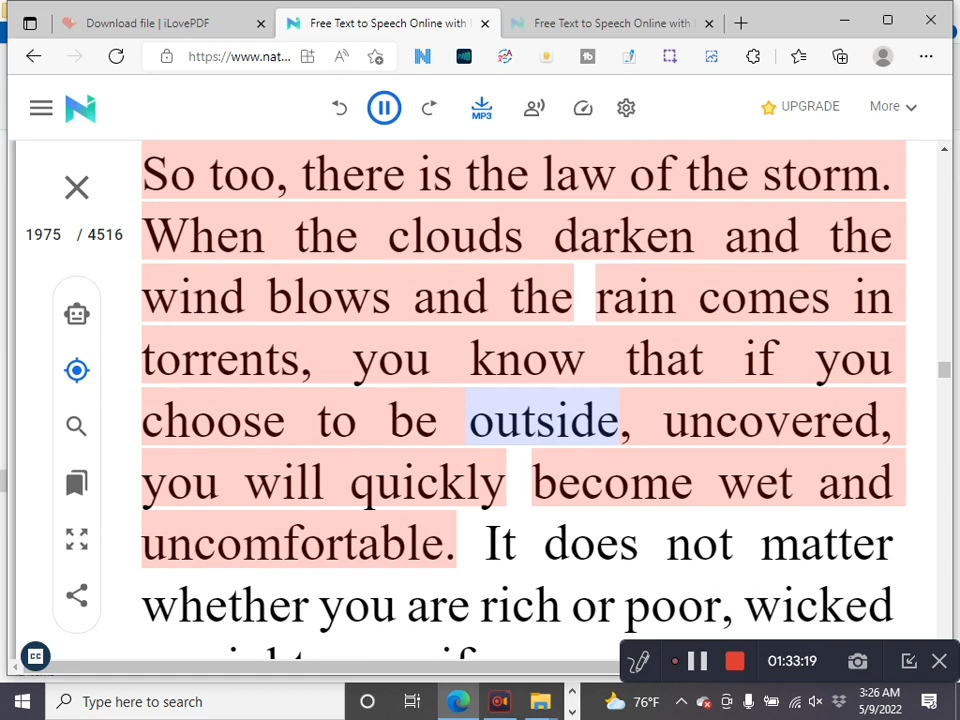 Download file | iLovePDF
Free Text to Speech Online with
Free Text to Speech Online with
https://www.nat...
UPGRADE
More
MP3
1975 / 4516
So too, there is the law of the storm.
When the clouds darken and the
wind blows and the rain comes in
torrents, you know that if you
choose to be outside, uncovered,
you will quickly become wet and
uncomfortable. It does not matter
whether you are rich or poor, wicked
CC
01:33:19
Type here to search
76°F
3:26 AM
5/9/2022